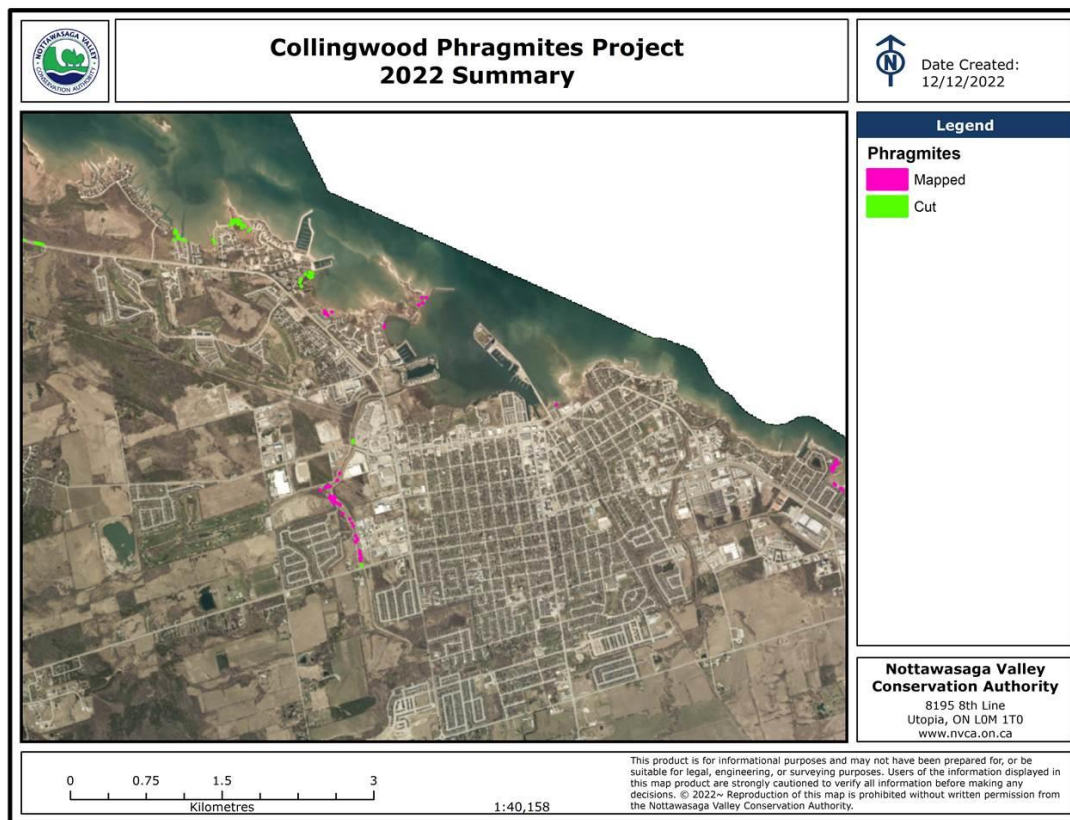 NOTTAWASAGA VALLEY
CONSERVATION AUTHORITY
Collingwood Phragmites Project
2022 Summary
N
Date Created:
12/12/2022
Legend
Phragmites
Mapped
Cut
Nottawasaga Valley
Conservation Authority
8195 8th Line
Utopia, ON L0M 1T0
www.nvca.on.ca
0 0.75 1.5 3
Kilometres
1:40,158
This product is for informational purposes and may not have been prepared for, or be
suitable for legal, engineering, or surveying purposes. Users of the information displayed in
this map product are strongly cautioned to verify all information before making any
decisions. © 2022~ Reproduction of this map is prohibited without written permission from
the Nottawasaga Valley Conservation Authority.